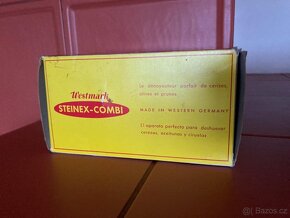 Westmark
STEINEX-COMBI
Le dénoyauteur parfait de cerises,
olives et prunes.
MADE IN WESTERN GERMANY
El aparato perfecto para deshuesar
cerezas, aceitunas y ciruelas
Bazoš.cz